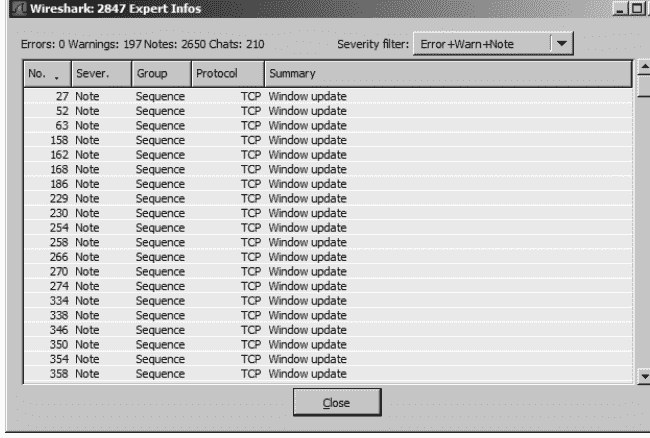 Wireshark: 2847 Expert Infos
Errors: 0 Warnings: 197 Notes: 2650 Chats: 210 Severity filter: Error+Warn+Note
No. Sever. Group Protocol Summary
27 Note Sequence TCP Window update
52 Note Sequence TCP Window update
63 Note Sequence TCP Window update
158 Note Sequence TCP Window update
162 Note Sequence TCP Window update
168 Note Sequence TCP Window update
186 Note Sequence TCP Window update
229 Note Sequence TCP Window update
230 Note Sequence TCP Window update
254 Note Sequence TCP Window update
258 Note Sequence TCP Window update
266 Note Sequence TCP Window update
270 Note Sequence TCP Window update
274 Note Sequence TCP Window update
334 Note Sequence TCP Window update
338 Note Sequence TCP Window update
346 Note Sequence TCP Window update
350 Note Sequence TCP Window update
354 Note Sequence TCP Window update
358 Note Sequence TCP Window update
Close